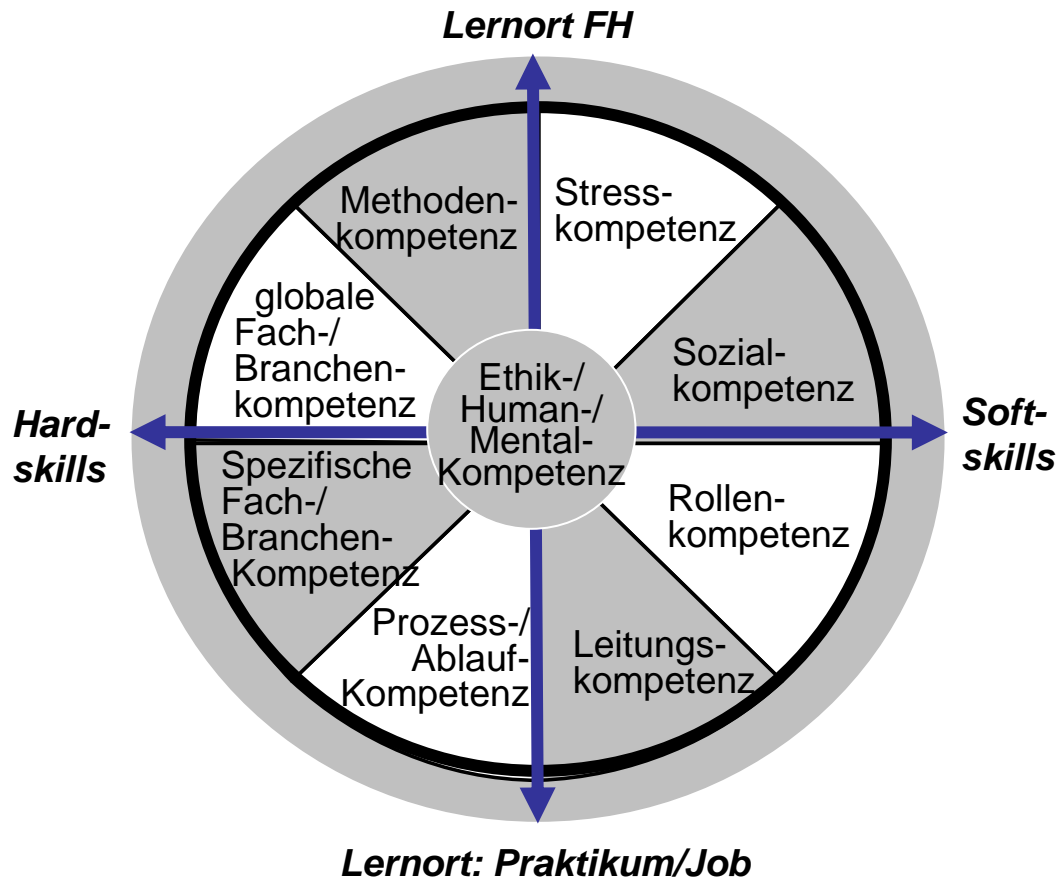 Lernort FH
Methoden-
kompetenz
Stress-
kompetenz
globale
Fach-/
Branchen-
kompetenz
Ethik-/
Human-/
Mental-
Kompetenz
Sozial-
kompetenz
Hard-
skills
Soft-
skills
Spezifische
Fach-/
Branchen-
Kompetenz
Rollen-
kompetenz
Prozess-/
Ablauf-
Kompetenz
Leitungs-
kompetenz
Lernort: Praktikum/Job